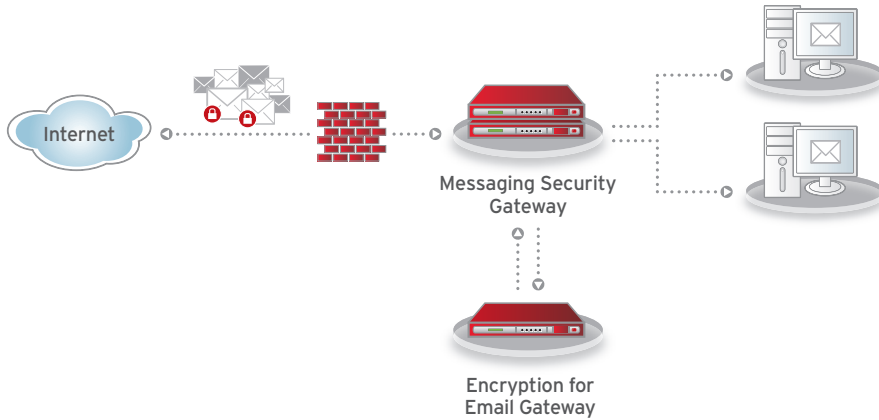 Internet
Messaging Security
Gateway
Encryption for
Email Gateway